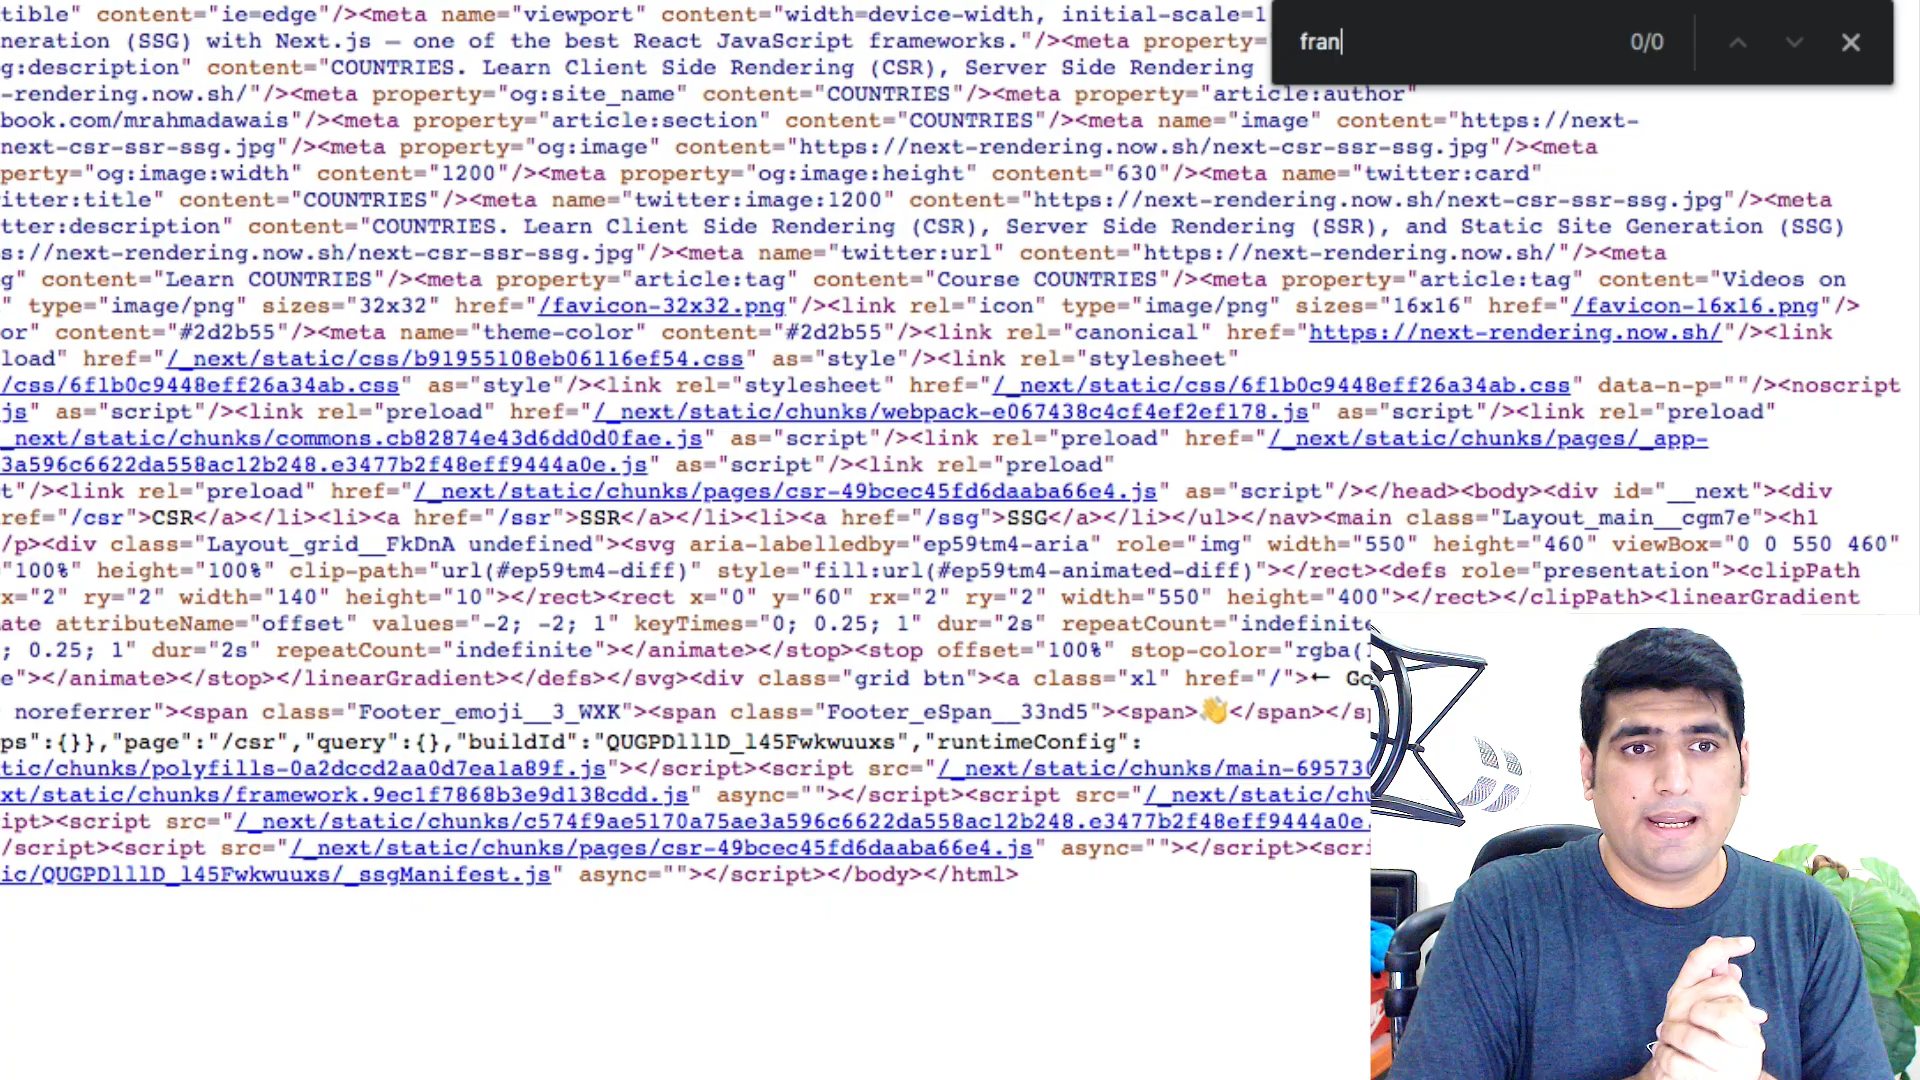 tible" content="ie=edge"/><meta name="viewport" content="width=device-width, initial-scale=1
fran 0/0
neration (SSG) with Next.js — one of the best React JavaScript frameworks."/><meta property=
g:description" content="COUNTRIES. Learn Client Side Rendering (CSR), Server Side Rendering
-rendering.now.sh/"/><meta property="og:site_name" content="COUNTRIES"/><meta property="article:author"
book.com/mrahmadawais"/><meta property="article:section" content="COUNTRIES"/><meta name="image" content="https://next-
next-csr-ssr-ssg.jpg"/><meta property="og:image" content="https://next-rendering.now.sh/next-csr-ssr-ssg.jpg"/><meta
perty="og:image:width" content="1200"/><meta property="og:image:height" content="630"/><meta name="twitter:card"
itter:title" content="COUNTRIES"/><meta name="twitter:image:1200" content="https://next-rendering.now.sh/next-csr-ssr-ssg.jpg"/><meta
tter:description" content="COUNTRIES. Learn Client Side Rendering (CSR), Server Side Rendering (SSR), and Static Site Generation (SSG)
s://next-rendering.now.sh/next-csr-ssr-ssg.jpg"/><meta name="twitter:url" content="https://next-rendering.now.sh/"/><meta
g" content="Learn COUNTRIES"/><meta property="article:tag" content="Course COUNTRIES"/><meta property="article:tag" content="Videos on
" type="image/png" sizes="32x32" href="/favicon-32x32.png"/><link rel="icon" type="image/png" sizes="16x16" href="/favicon-16x16.png"/>
or" content="#2d2b55"/><meta name="theme-color" content="#2d2b55"/><link rel="canonical" href="https://next-rendering.now.sh/"/><link
load" href="/_next/static/css/b91955108eb06116ef54.css" as="style"/><link rel="stylesheet"
/css/6f1b0c9448eff26a34ab.css" as="style"/><link rel="stylesheet" href="/_next/static/css/6f1b0c9448eff26a34ab.css" data-n-p=""/><noscript
js" as="script"/><link rel="preload" href="/_next/static/chunks/webpack-e067438c4cf4ef2ef178.js" as="script"/><link rel="preload"
_next/static/chunks/commons.cb82874e43d6dd0d0fae.js" as="script"/><link rel="preload" href="/_next/static/chunks/pages/_app-
3a596c6622da558ac12b248.e3477b2f48eff9444a0e.js" as="script"/><link rel="preload"
t"/><link rel="preload" href="/_next/static/chunks/pages/csr-49bcec45fd6daaba66e4.js" as="script"/></head><body><div id="__next"><div
ref="/csr">CSR</a></li><li><a href="/ssr">SSR</a></li><li><a href="/ssg">SSG</a></li></ul></nav><main class="Layout_main__cgm7e"><h1
/p><div class="Layout_grid__FkDnA undefined"><svg aria-labelledby="ep59tm4-aria" role="img" width="550" height="460" viewBox="0 0 550 460"
"100%" height="100%" clip-path="url(#ep59tm4-diff)" style="fill:url(#ep59tm4-animated-diff)"></rect><defs role="presentation"><clipPath
x="2" ry="2" width="140" height="10"></rect><rect x="0" y="60" rx="2" ry="2" width="550" height="400"></rect></clipPath><linearGradient
ate attributeName="offset" values="-2; -2; 1" keyTimes="0; 0.25; 1" dur="2s" repeatCount="indefinite
; 0.25; 1" dur="2s" repeatCount="indefinite"></animate></stop><stop offset="100%" stop-color="rgba(
e"></animate></stop></linearGradient></defs></svg><div class="grid btn"><a class="xl" href="/">← Go
noreferrer"><span class="Footer_emoji__3_WXK"><span class="Footer_eSpan__33nd5"><span>👋</span></sp
ps":{}},"page":"/csr","query":{},"buildId":"QUGPDlllD_l45Fwkwuuxs","runtimeConfig":
tic/chunks/polyfills-0a2dccd2aa0d7ea1a89f.js"></script><script src="/_next/static/chunks/main-69573
xt/static/chunks/framework.9ec1f7868b3e9d138cdd.js" async=""></script><script src="/_next/static/ch
ipt><script src="/_next/static/chunks/c574f9ae5170a75ae3a596c6622da558ac12b248.e3477b2f48eff9444a0e.
/script><script src="/_next/static/chunks/pages/csr-49bcec45fd6daaba66e4.js" async=""></script><scri
ic/QUGPDlllD_l45Fwkwuuxs/_ssgManifest.js" async=""></script></body></html>